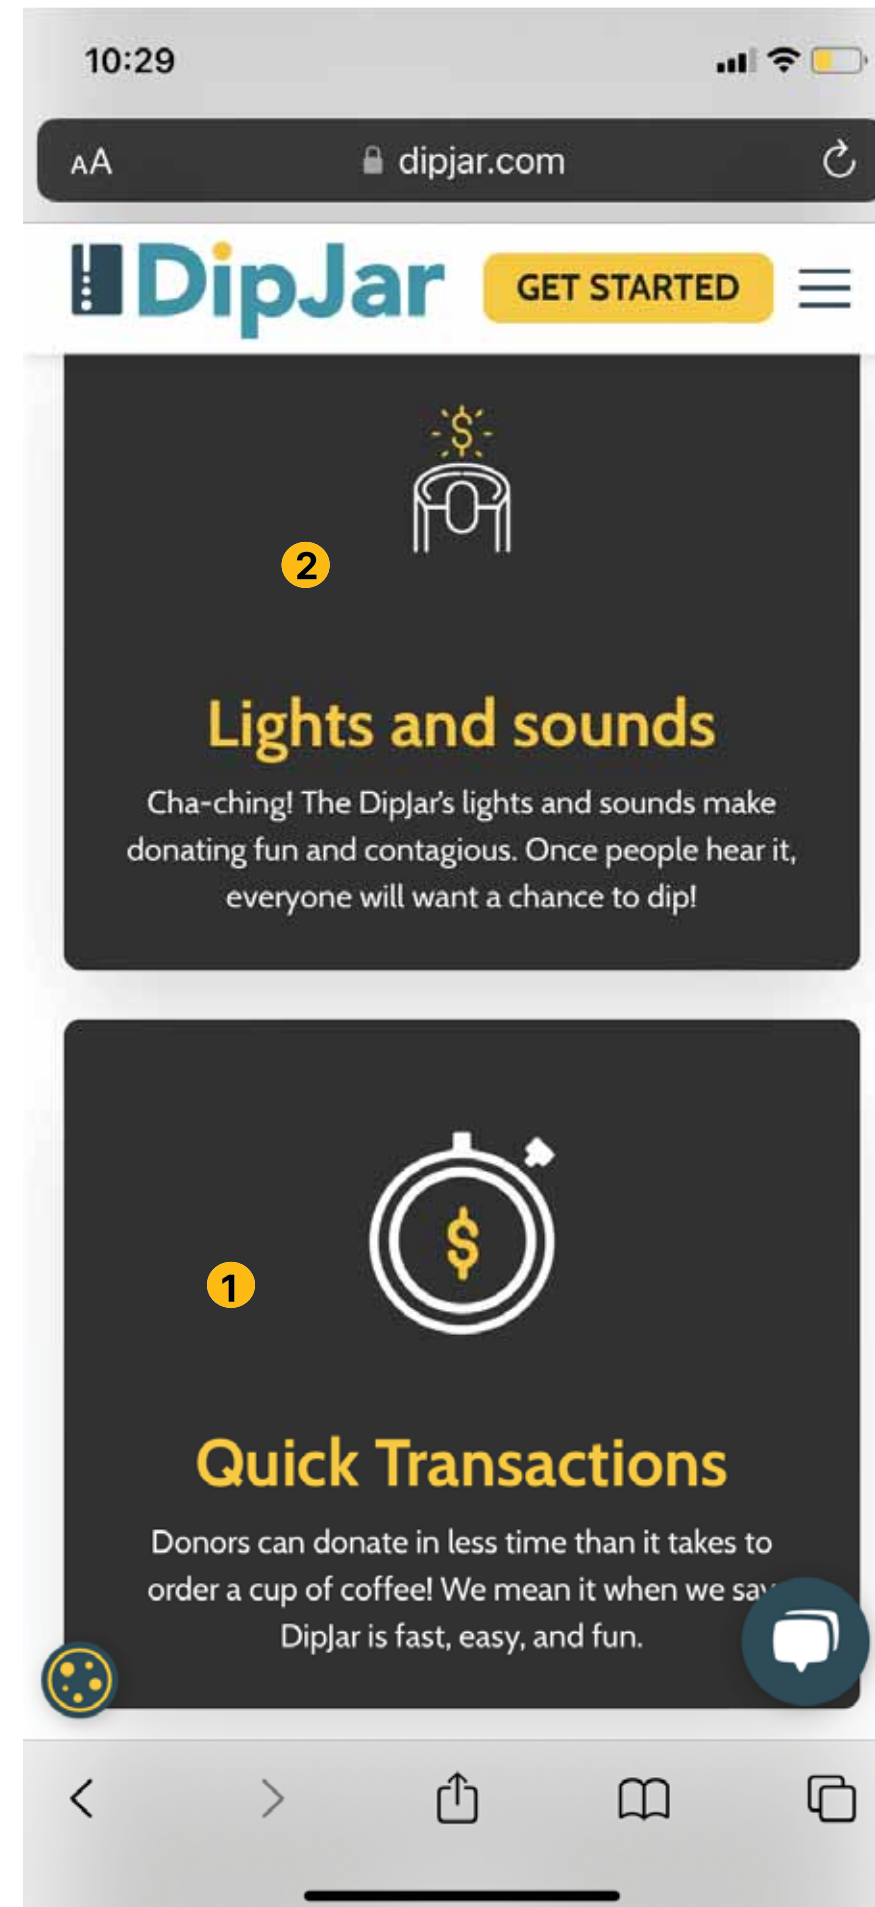 10:29
AA
dipjar.com
DipJar
GET STARTED
$
2
Lights and sounds
Cha-ching! The DipJar's lights and sounds make
donating fun and contagious. Once people hear it,
everyone will want a chance to dip!
$
1
Quick Transactions
Donors can donate in less time than it takes to
order a cup of coffee! We mean it when we say
DipJar is fast, easy, and fun.